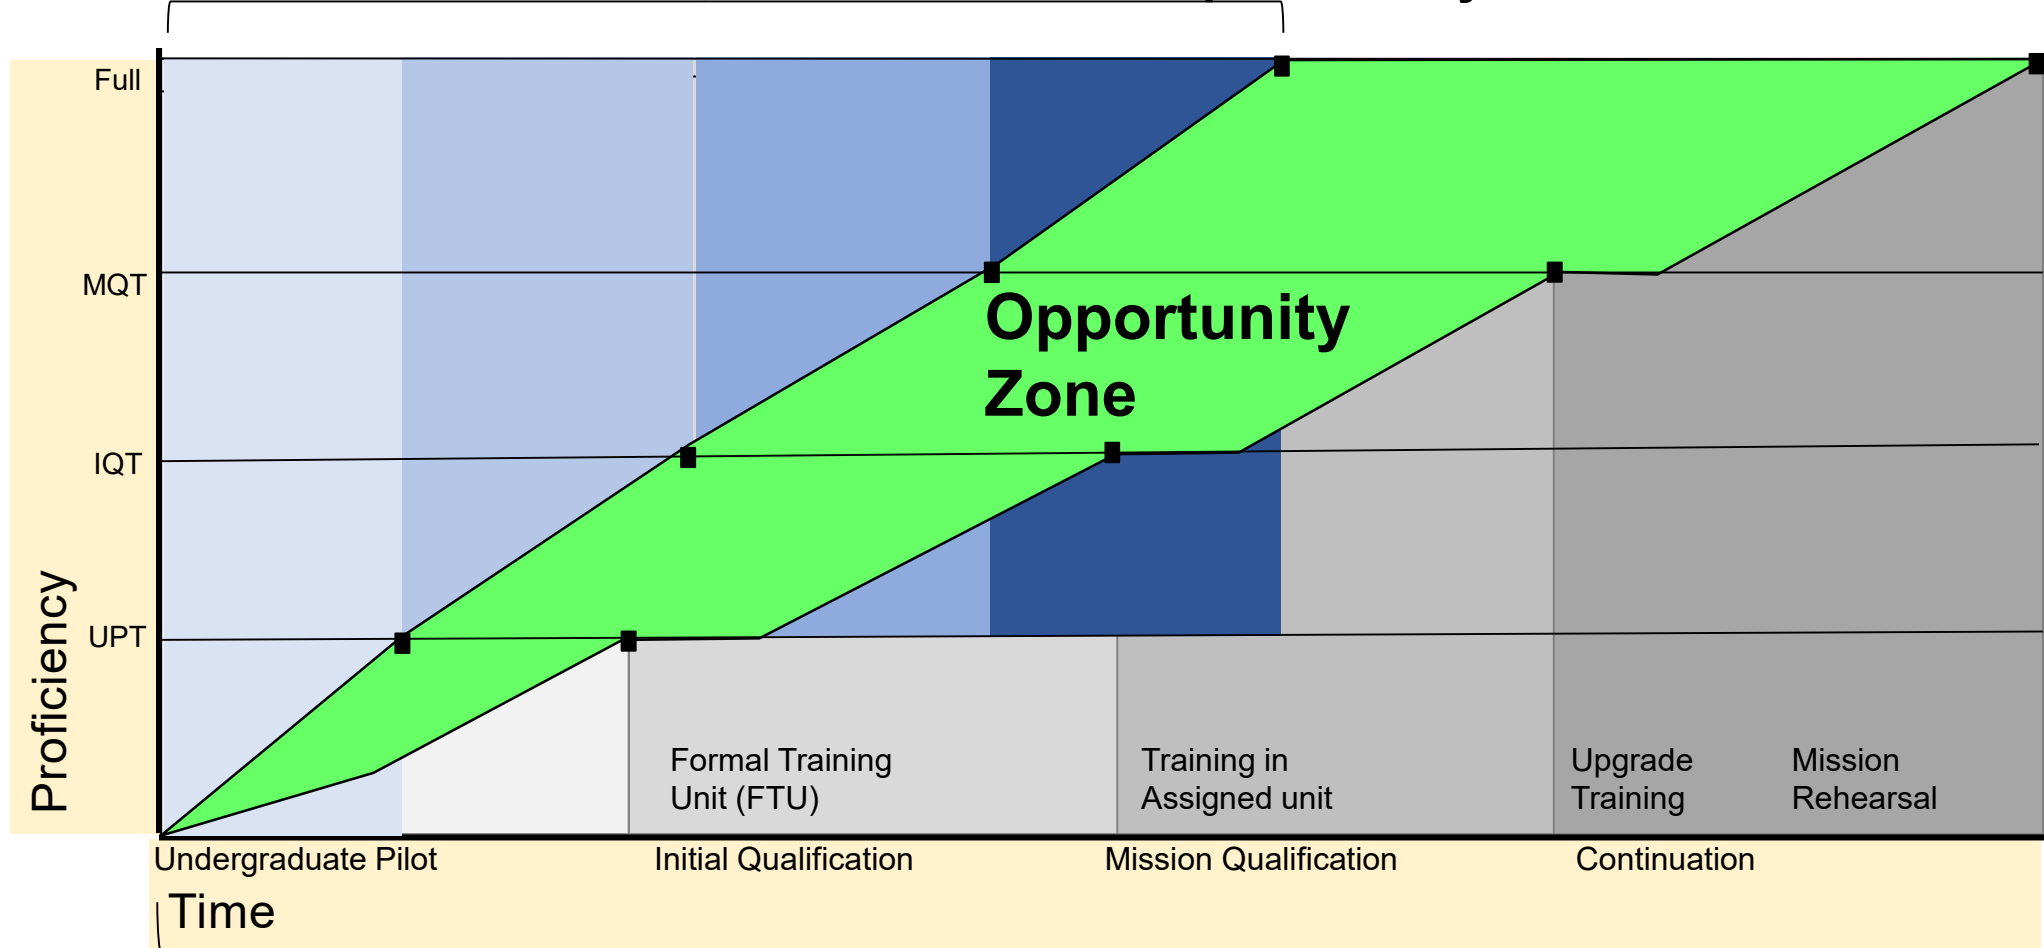 Full
MQT
Opportunity
Zone
IQT
UPT
Proficiency
Formal Training
Unit (FTU)
Training in
Assigned unit
Upgrade
Training
Mission
Rehearsal
Undergraduate Pilot
Initial Qualification
Mission Qualification
Continuation
Time